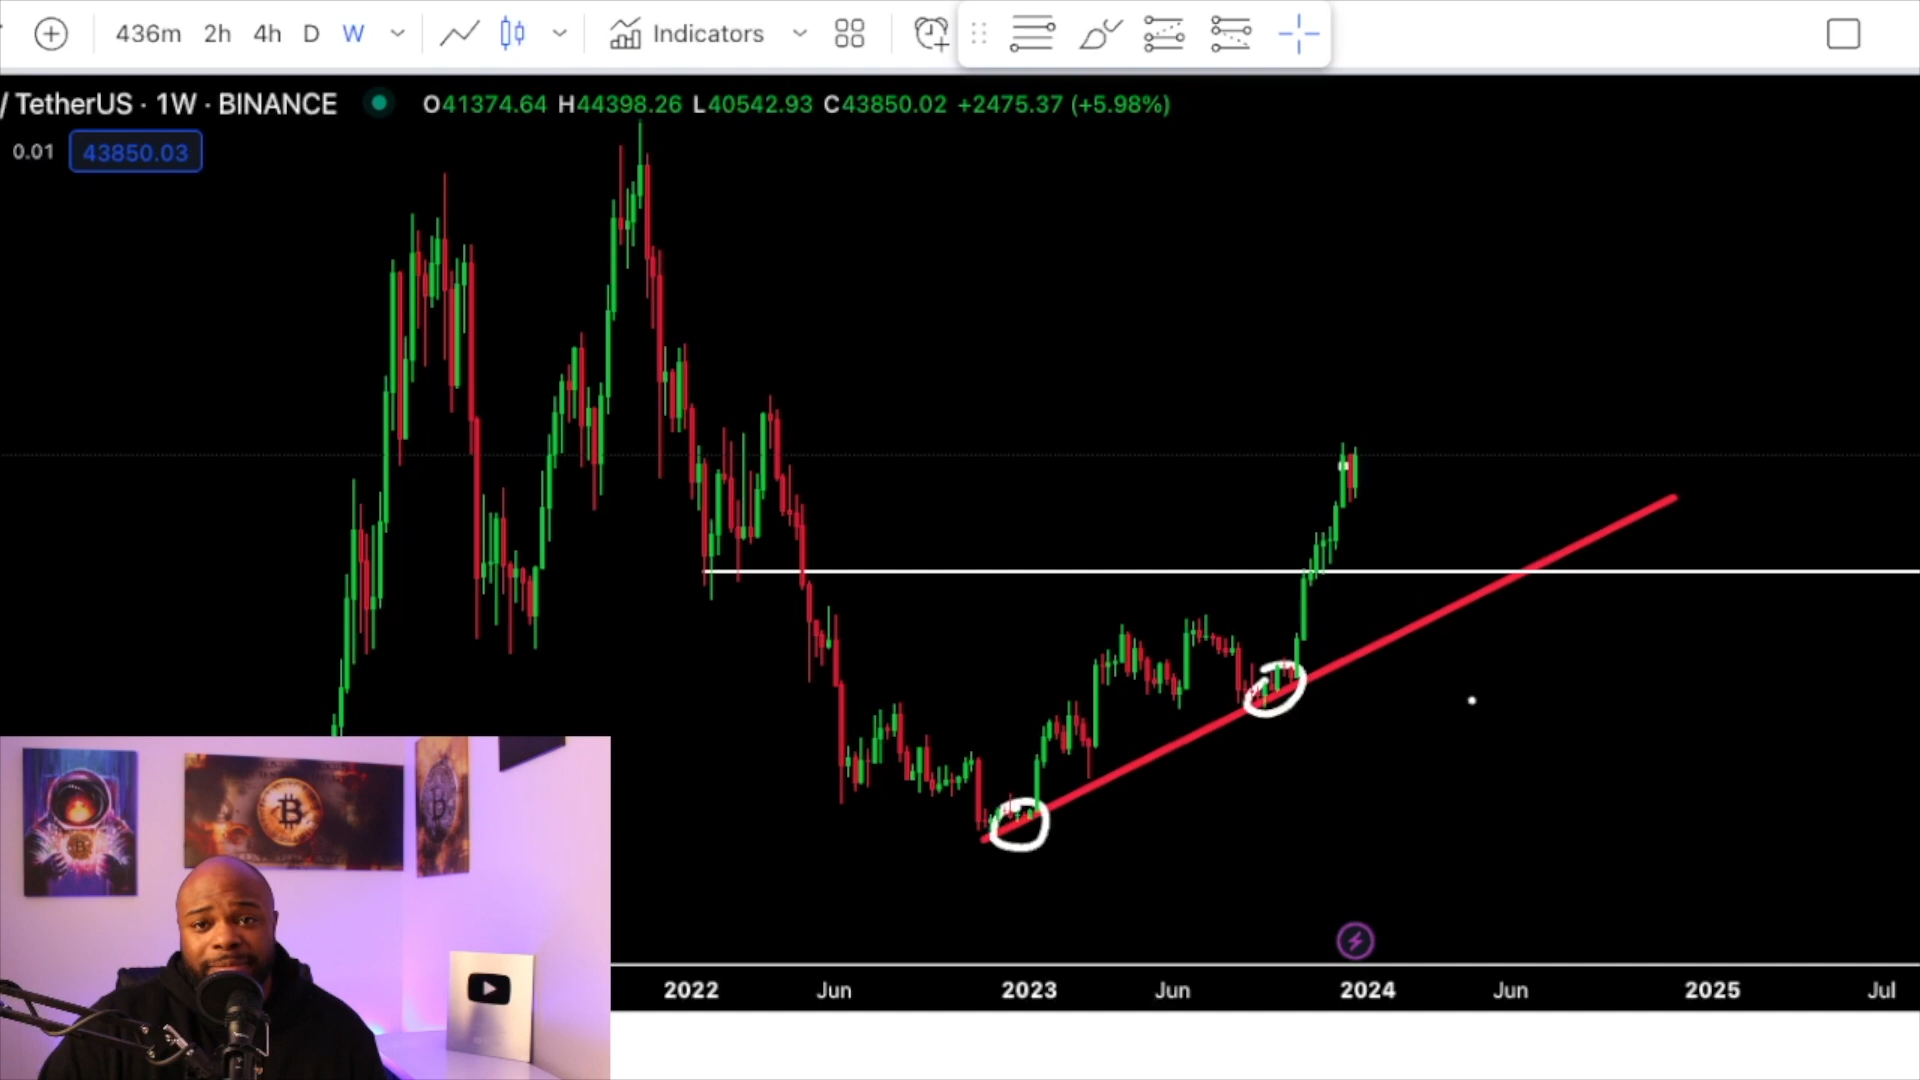 436m 2h 4h D W Indicators
/ TetherUS · 1W · BINANCE O41374.64 H44398.26 L40542.93 C43850.02 +2475.37 (+5.98%)
0.01 43850.03
2022 Jun 2023 Jun 2024 Jun 2025 Jul